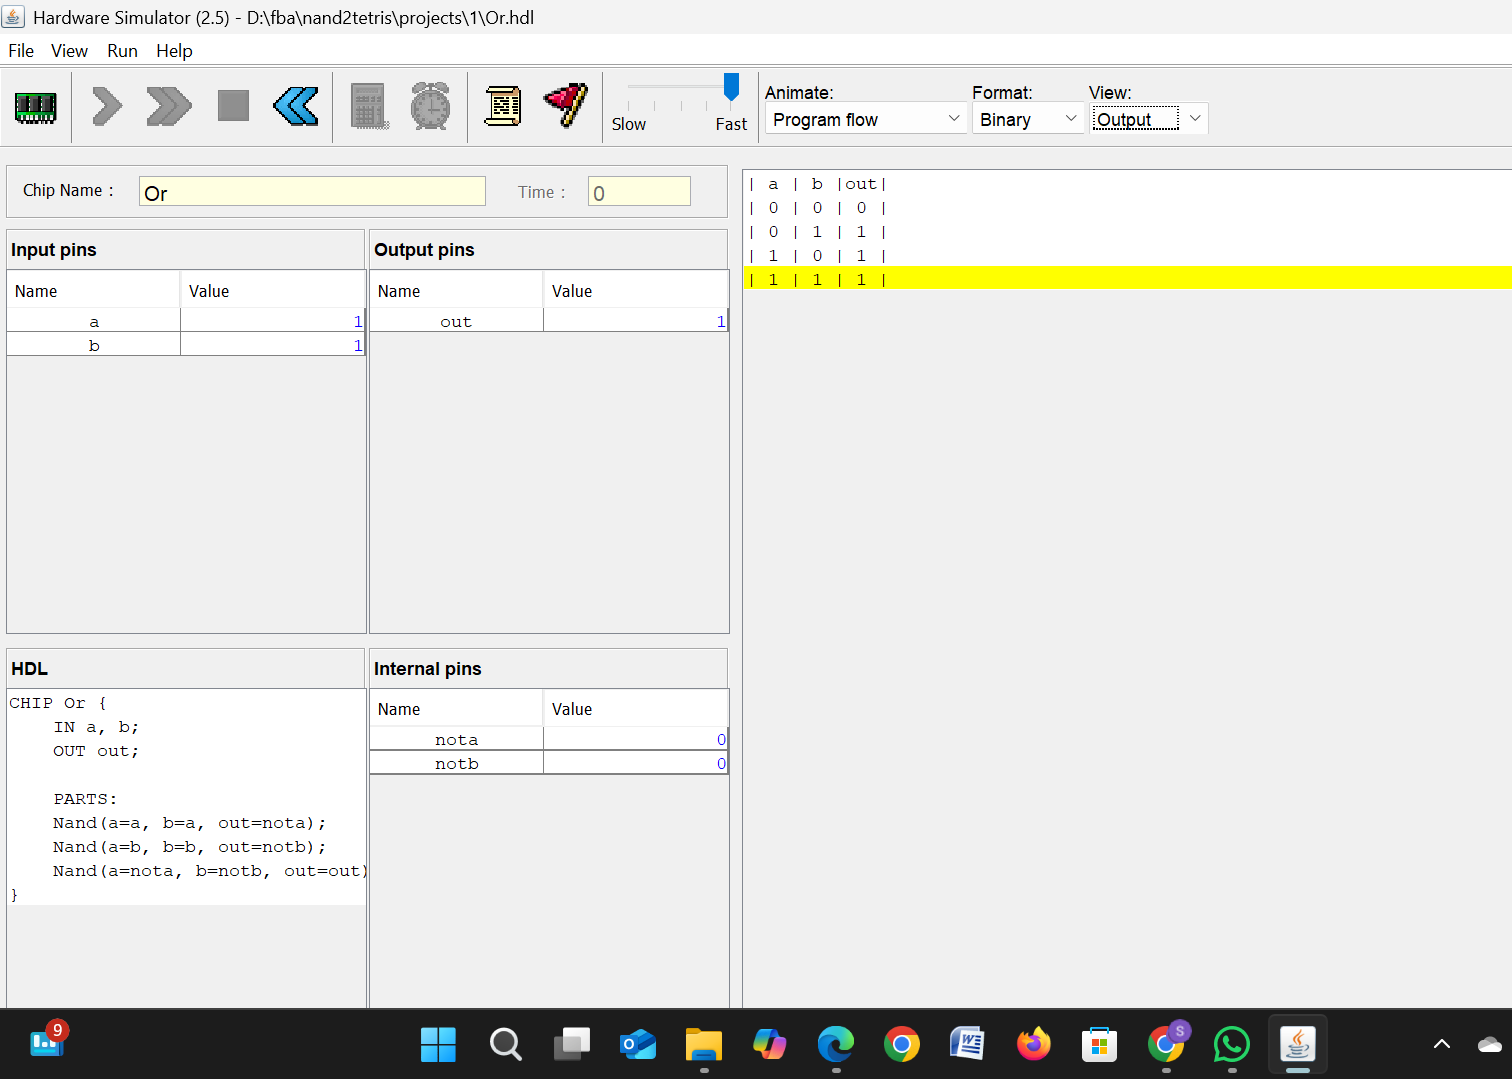 Hardware Simulator (2.5) - D:\fba\nand2tetris\projects\1\Or.hdl
File View Run Help
Slow Fast
Animate: Format: View:
Program flow Binary Output
Chip Name : Or Time : 0
Input pins
Name Value
a 1
b 1
Output pins
Name Value
out 1
HDL
CHIP Or {
    IN a, b;
    OUT out;

    PARTS:
    Nand(a=a, b=a, out=nota);
    Nand(a=b, b=b, out=notb);
    Nand(a=nota, b=notb, out=out)
}
Internal pins
Name Value
nota 0
notb 0
| a | b |out|
| 0 | 0 | 0 |
| 0 | 1 | 1 |
| 1 | 0 | 1 |
| 1 | 1 | 1 |
9
S